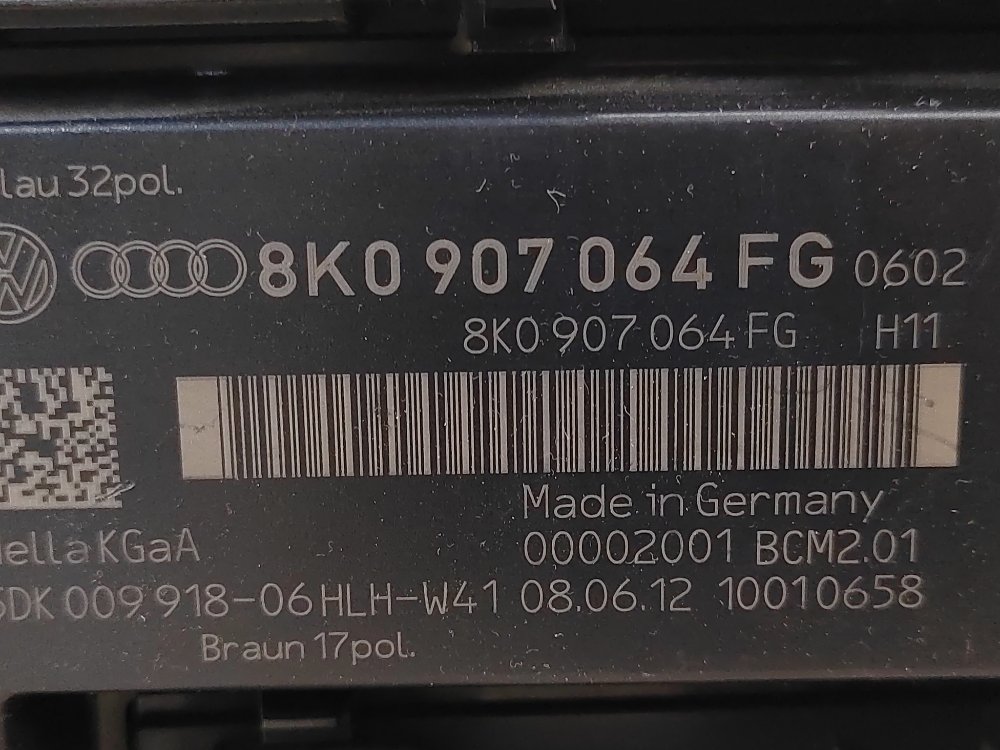 lau 32pol.
8K0 907 064 FG 0602
8K0 907 064 FG H11
Made in Germany
ella KGaA
00002001 BCM2.01
DK 009 918-06 HLH-W41 08.06.12 10010658
Braun 17pol.